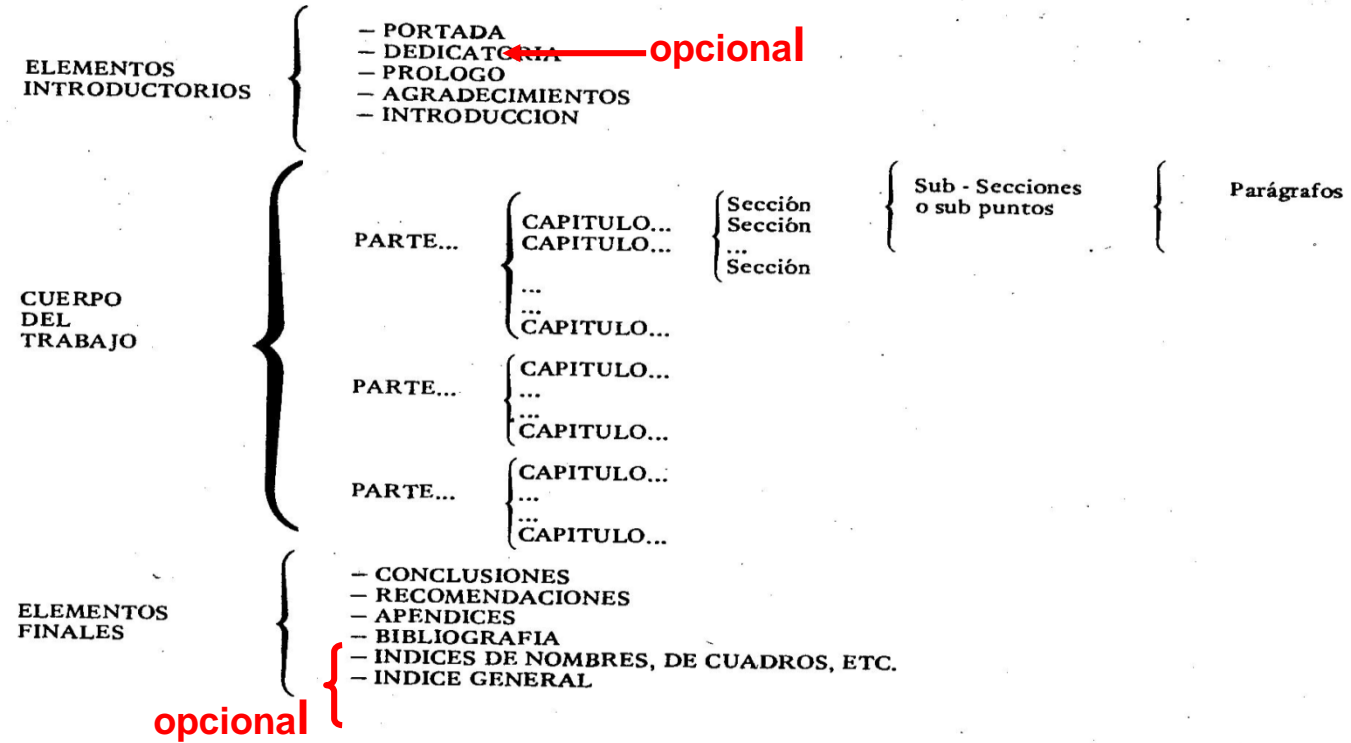 — PORTADA
— DEDICATORIA
opcional
— PROLOGO
— AGRADECIMIENTOS
— INTRODUCCION
ELEMENTOS
INTRODUCTORIOS
CUERPO
DEL
TRABAJO
PARTE...
CAPITULO...
CAPITULO...
...
...
CAPITULO...
Sección
Sección
...
Sección
Sub - Secciones
o sub puntos
Parágrafos
PARTE...
CAPITULO...
...
...
CAPITULO...
PARTE...
CAPITULO...
...
...
CAPITULO...
ELEMENTOS
FINALES
— CONCLUSIONES
— RECOMENDACIONES
— APENDICES
— BIBLIOGRAFIA
— INDICES DE NOMBRES, DE CUADROS, ETC.
— INDICE GENERAL
opcional